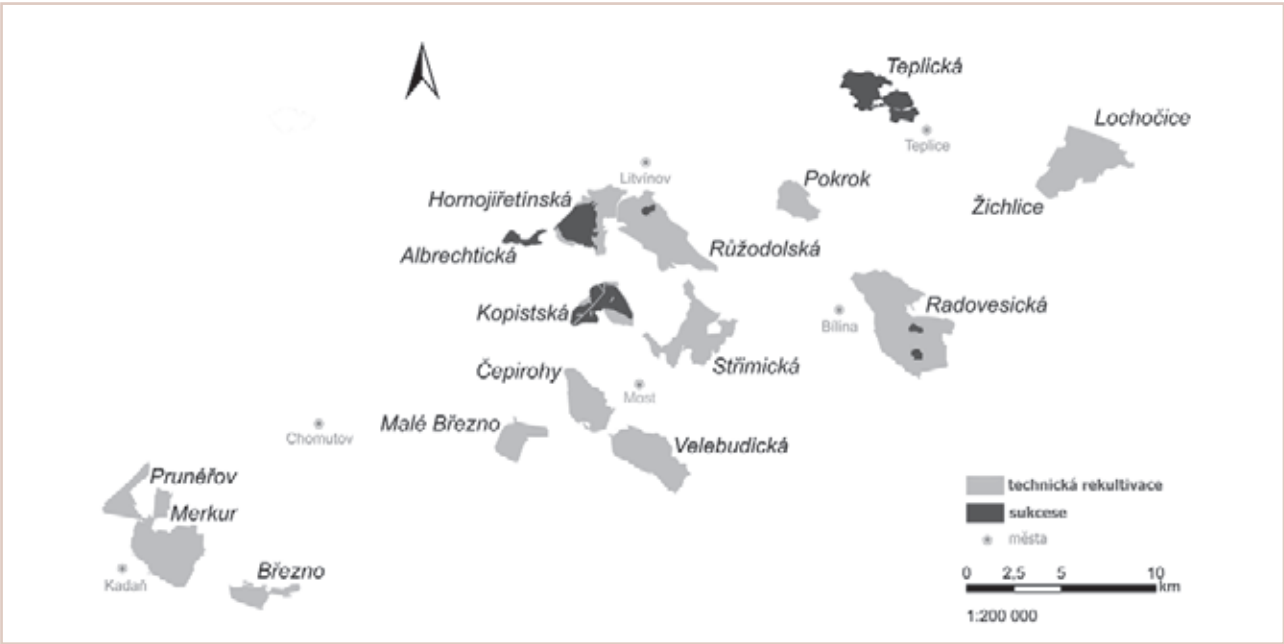 Teplická
Lochočice
Teplice
Litvínov
Pokrok
Hornojiřetínská
Žichlice
Růžodolská
Albrechtická
Radovesická
Kopistská
Bílina
Střimická
Čepirohy
Most
Malé Březno
Chomutov
Velebudická
Prunéřov
technická rekultivace
Merkur
sukcese
města
Březno
Kadaň
0 2.5 5 10
km
1:200 000